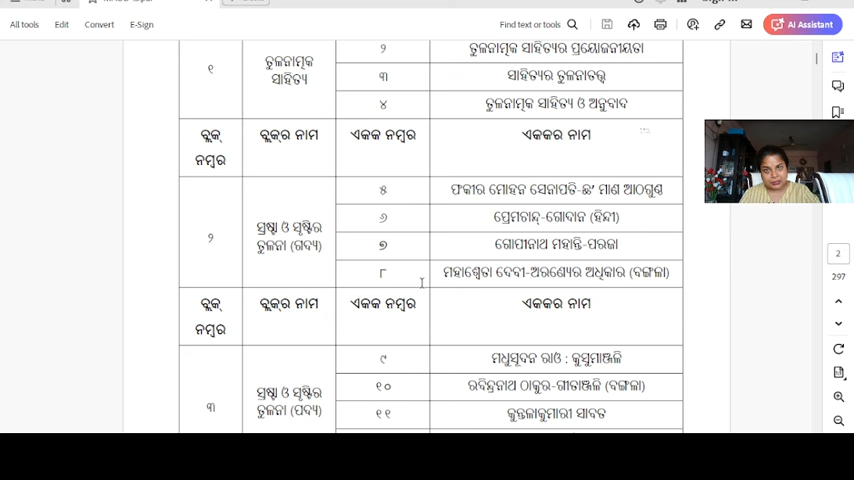 All tools Edit Convert E-Sign Find text or tools AI Assistant
୨ ତୁଳନାତ୍ମକ ସାହିତ୍ୟର ପ୍ରୟୋଜନୀୟତା
୧ ତୁଳନାତ୍ମକ ସାହିତ୍ୟ ୩ ସାହିତ୍ୟର ତୁଳନାତତ୍ତ୍ୱ
୪ ତୁଳନାତ୍ମକ ସାହିତ୍ୟ ଓ ଅନୁବାଦ
ବ୍ଲକ୍ ନମ୍ବର ବ୍ଲକ୍‌ର ନାମ ଏକକ ନମ୍ବର ଏକକର ନାମ
୫ ଫକୀର ମୋହନ ସେନାପତି-ଛ' ମାଣ ଆଠଗୁଣ୍ଠ
୬ ପ୍ରେମଚାନ୍ଦ୍-ଗୋଦାନ (ହିନ୍ଦୀ)
୨ ସ୍ରଷ୍ଟା ଓ ସୃଷ୍ଟିର ତୁଳନା (ଗଦ୍ୟ) ୭ ଗୋପୀନାଥ ମହାନ୍ତି-ପରଜା
୮ ମହାଶ୍ୱେତା ଦେବୀ-ଅରଣ୍ୟେର ଅଧିକାର (ବଙ୍ଗଳା)
ବ୍ଲକ୍ ନମ୍ବର ବ୍ଲକ୍‌ର ନାମ ଏକକ ନମ୍ବର ଏକକର ନାମ
୯ ମଧୁସୂଦନ ରାଓ : କୁସୁମାଞ୍ଜଳି
୧୦ ରବିନ୍ଦ୍ରନାଥ ଠାକୁର-ଗୀତାଞ୍ଜଳି (ବଙ୍ଗଳା)
୩ ସ୍ରଷ୍ଟା ଓ ସୃଷ୍ଟିର ତୁଳନା (ପଦ୍ୟ) ୧୧ କୁନ୍ତଳାକୁମାରୀ ସାବତ
2
297